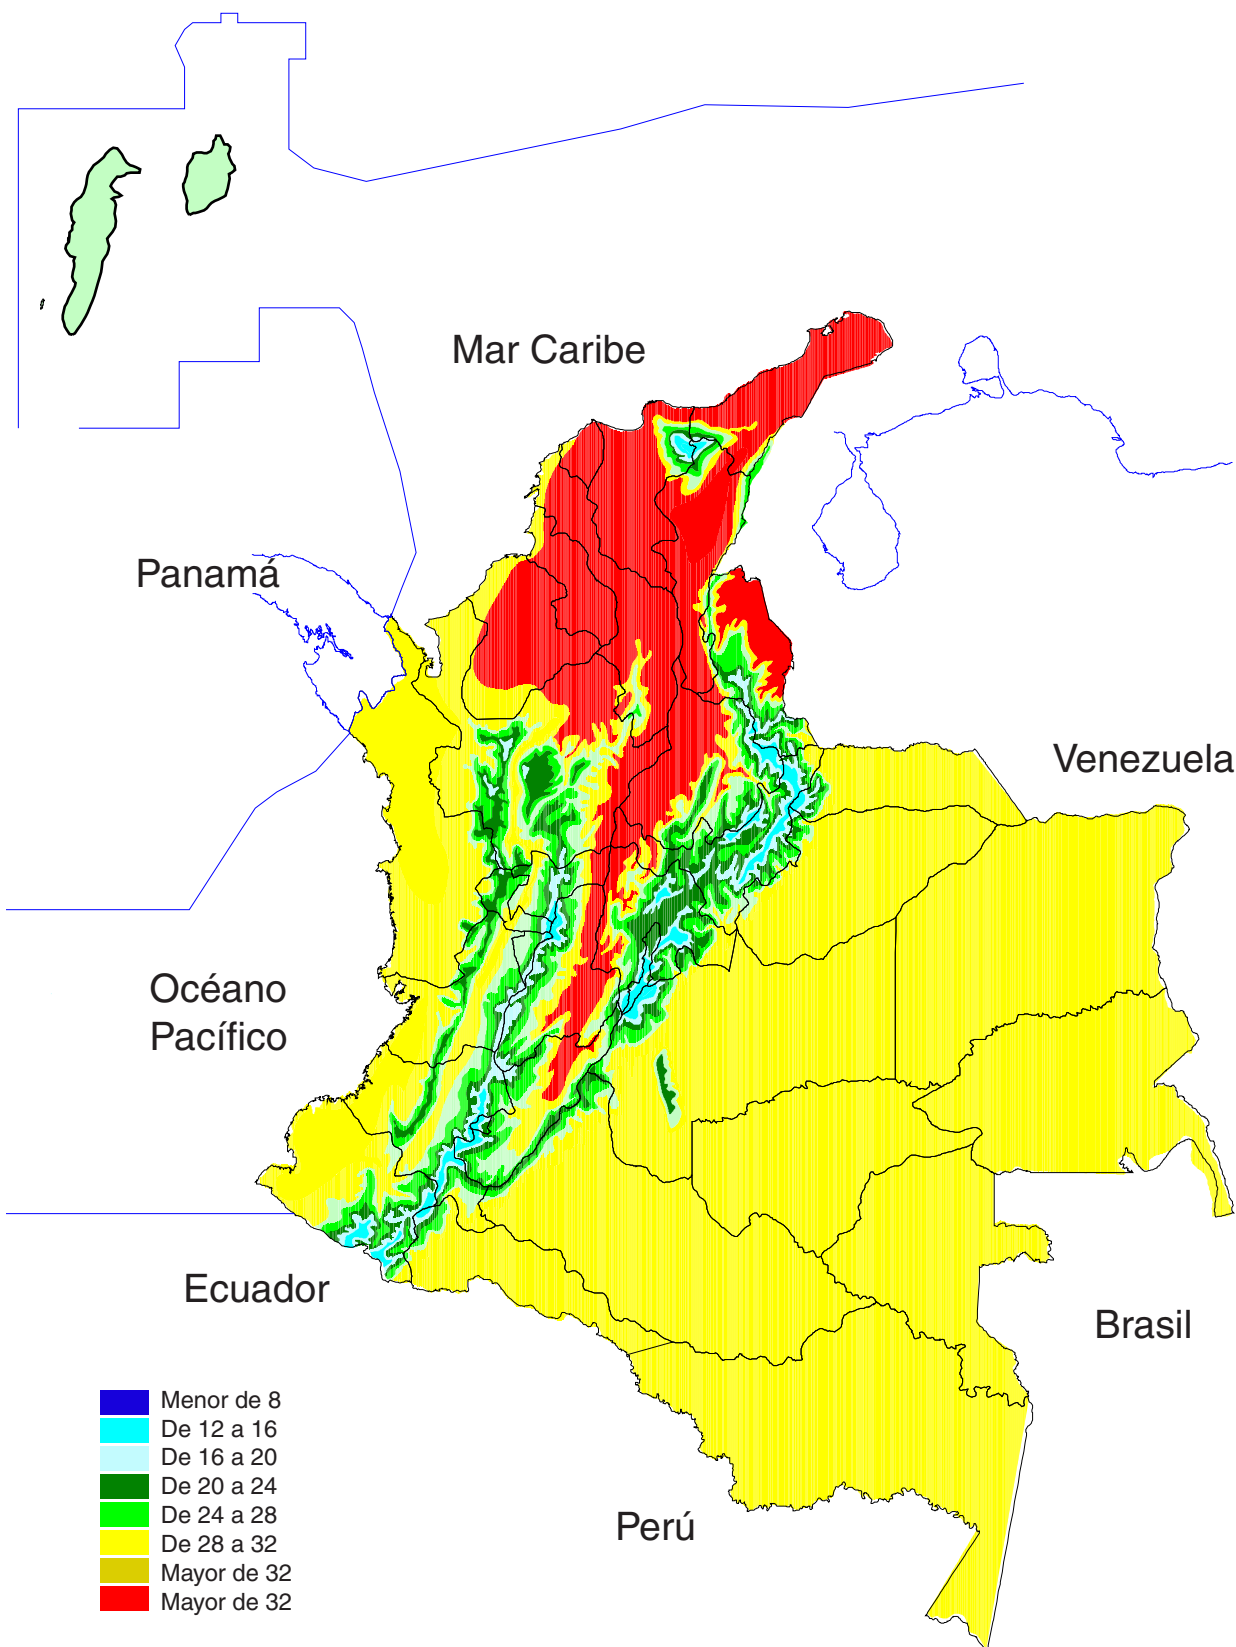 Mar Caribe
Panamá
Venezuela
Océano
Pacífico
Ecuador
Brasil
Perú
Menor de 8
De 12 a 16
De 16 a 20
De 20 a 24
De 24 a 28
De 28 a 32
Mayor de 32
Mayor de 32